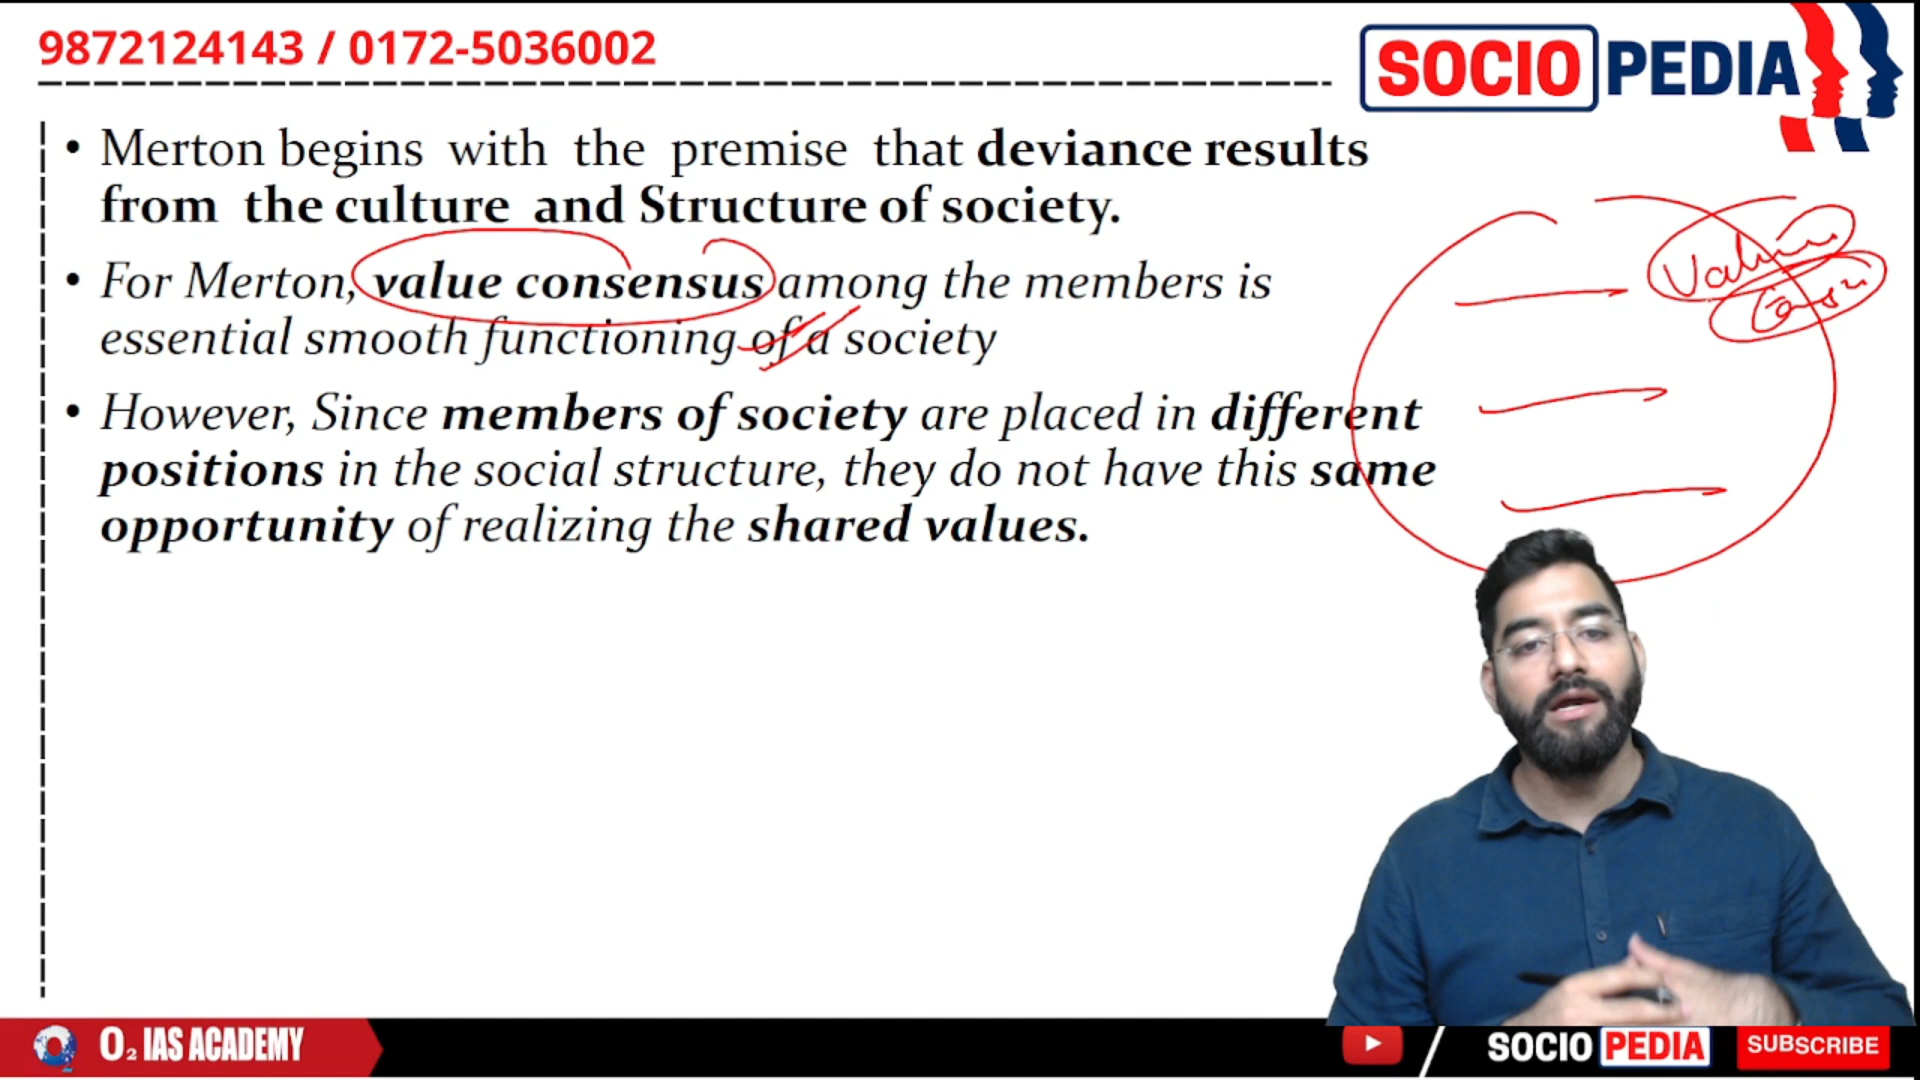 9872124143 / 0172-5036002
SOCIO PEDIA
• Merton begins with the premise that deviance results
from the culture and Structure of society.
• For Merton, value consensus among the members is
essential smooth functioning of a society
• However, Since members of society are placed in different
positions in the social structure, they do not have this same
opportunity of realizing the shared values.
O2 IAS ACADEMY
SOCIO PEDIA
SUBSCRIBE